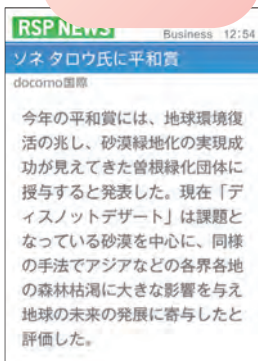 RSP NEWS
Business 12:54
ソネ タロウ氏に平和賞
docomo国際
今年の平和賞には、地球環境復
活の兆し、砂漠緑地化の実現成
功が見えてきた曽根緑化団体に
授与すると発表した。現在「デ
ィスノットデザート」は課題と
なっている砂漠を中心に、同様
の手法でアジアなどの各界各地
の森林枯渇に大きな影響を与え
地球の未来の発展に寄与したと
評価した。